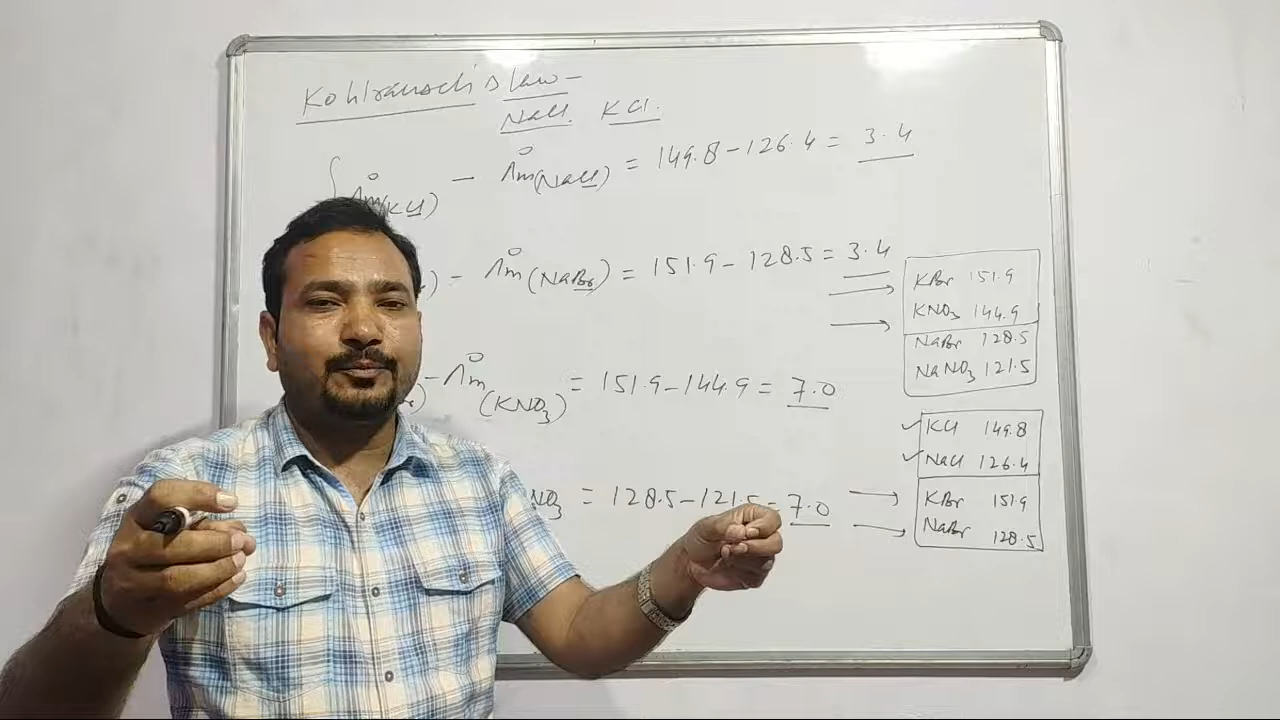 Kohlrausch's law –
NaCl. KCl.
Λ°m(KCl) – Λ°m(NaCl) = 149.8 – 126.4 = 3.4
– Λ°m(NaBr) = 151.9 – 128.5 = 3.4
– Λ°m(KNO3) = 151.9 – 144.9 = 7.0
NO3 = 128.5 – 121.5 = 7.0
KBr 151.9
KNO3 144.9
NaBr 128.5
NaNO3 121.5
✓ KCl 149.8
✓ NaCl 126.4
KBr 151.9
NaBr 128.5